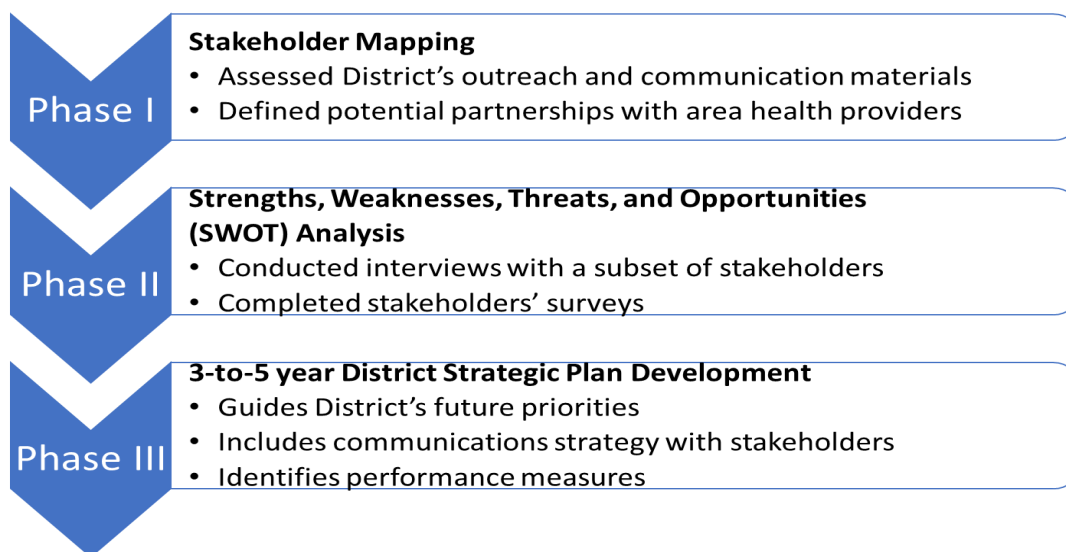 Phase I
Stakeholder Mapping
• Assessed District's outreach and communication materials
• Defined potential partnerships with area health providers
Phase II
Strengths, Weaknesses, Threats, and Opportunities
(SWOT) Analysis
• Conducted interviews with a subset of stakeholders
• Completed stakeholders' surveys
Phase III
3-to-5 year District Strategic Plan Development
• Guides District's future priorities
• Includes communications strategy with stakeholders
• Identifies performance measures